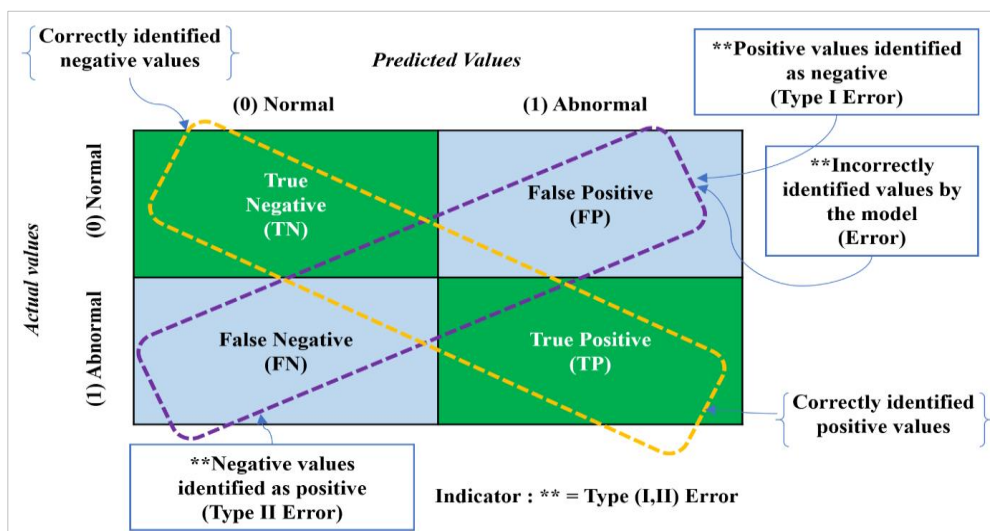 Correctly identified
negative values
Predicted Values
**Positive values identified
as negative
(Type I Error)
(0) Normal
(1) Abnormal
**Incorrectly
identified values by
the model
(Error)
Actual values
(0) Normal
True
Negative
(TN)
False Positive
(FP)
(1) Abnormal
False Negative
(FN)
True Positive
(TP)
Correctly identified
positive values
**Negative values
identified as positive
(Type II Error)
Indicator : ** = Type (I,II) Error